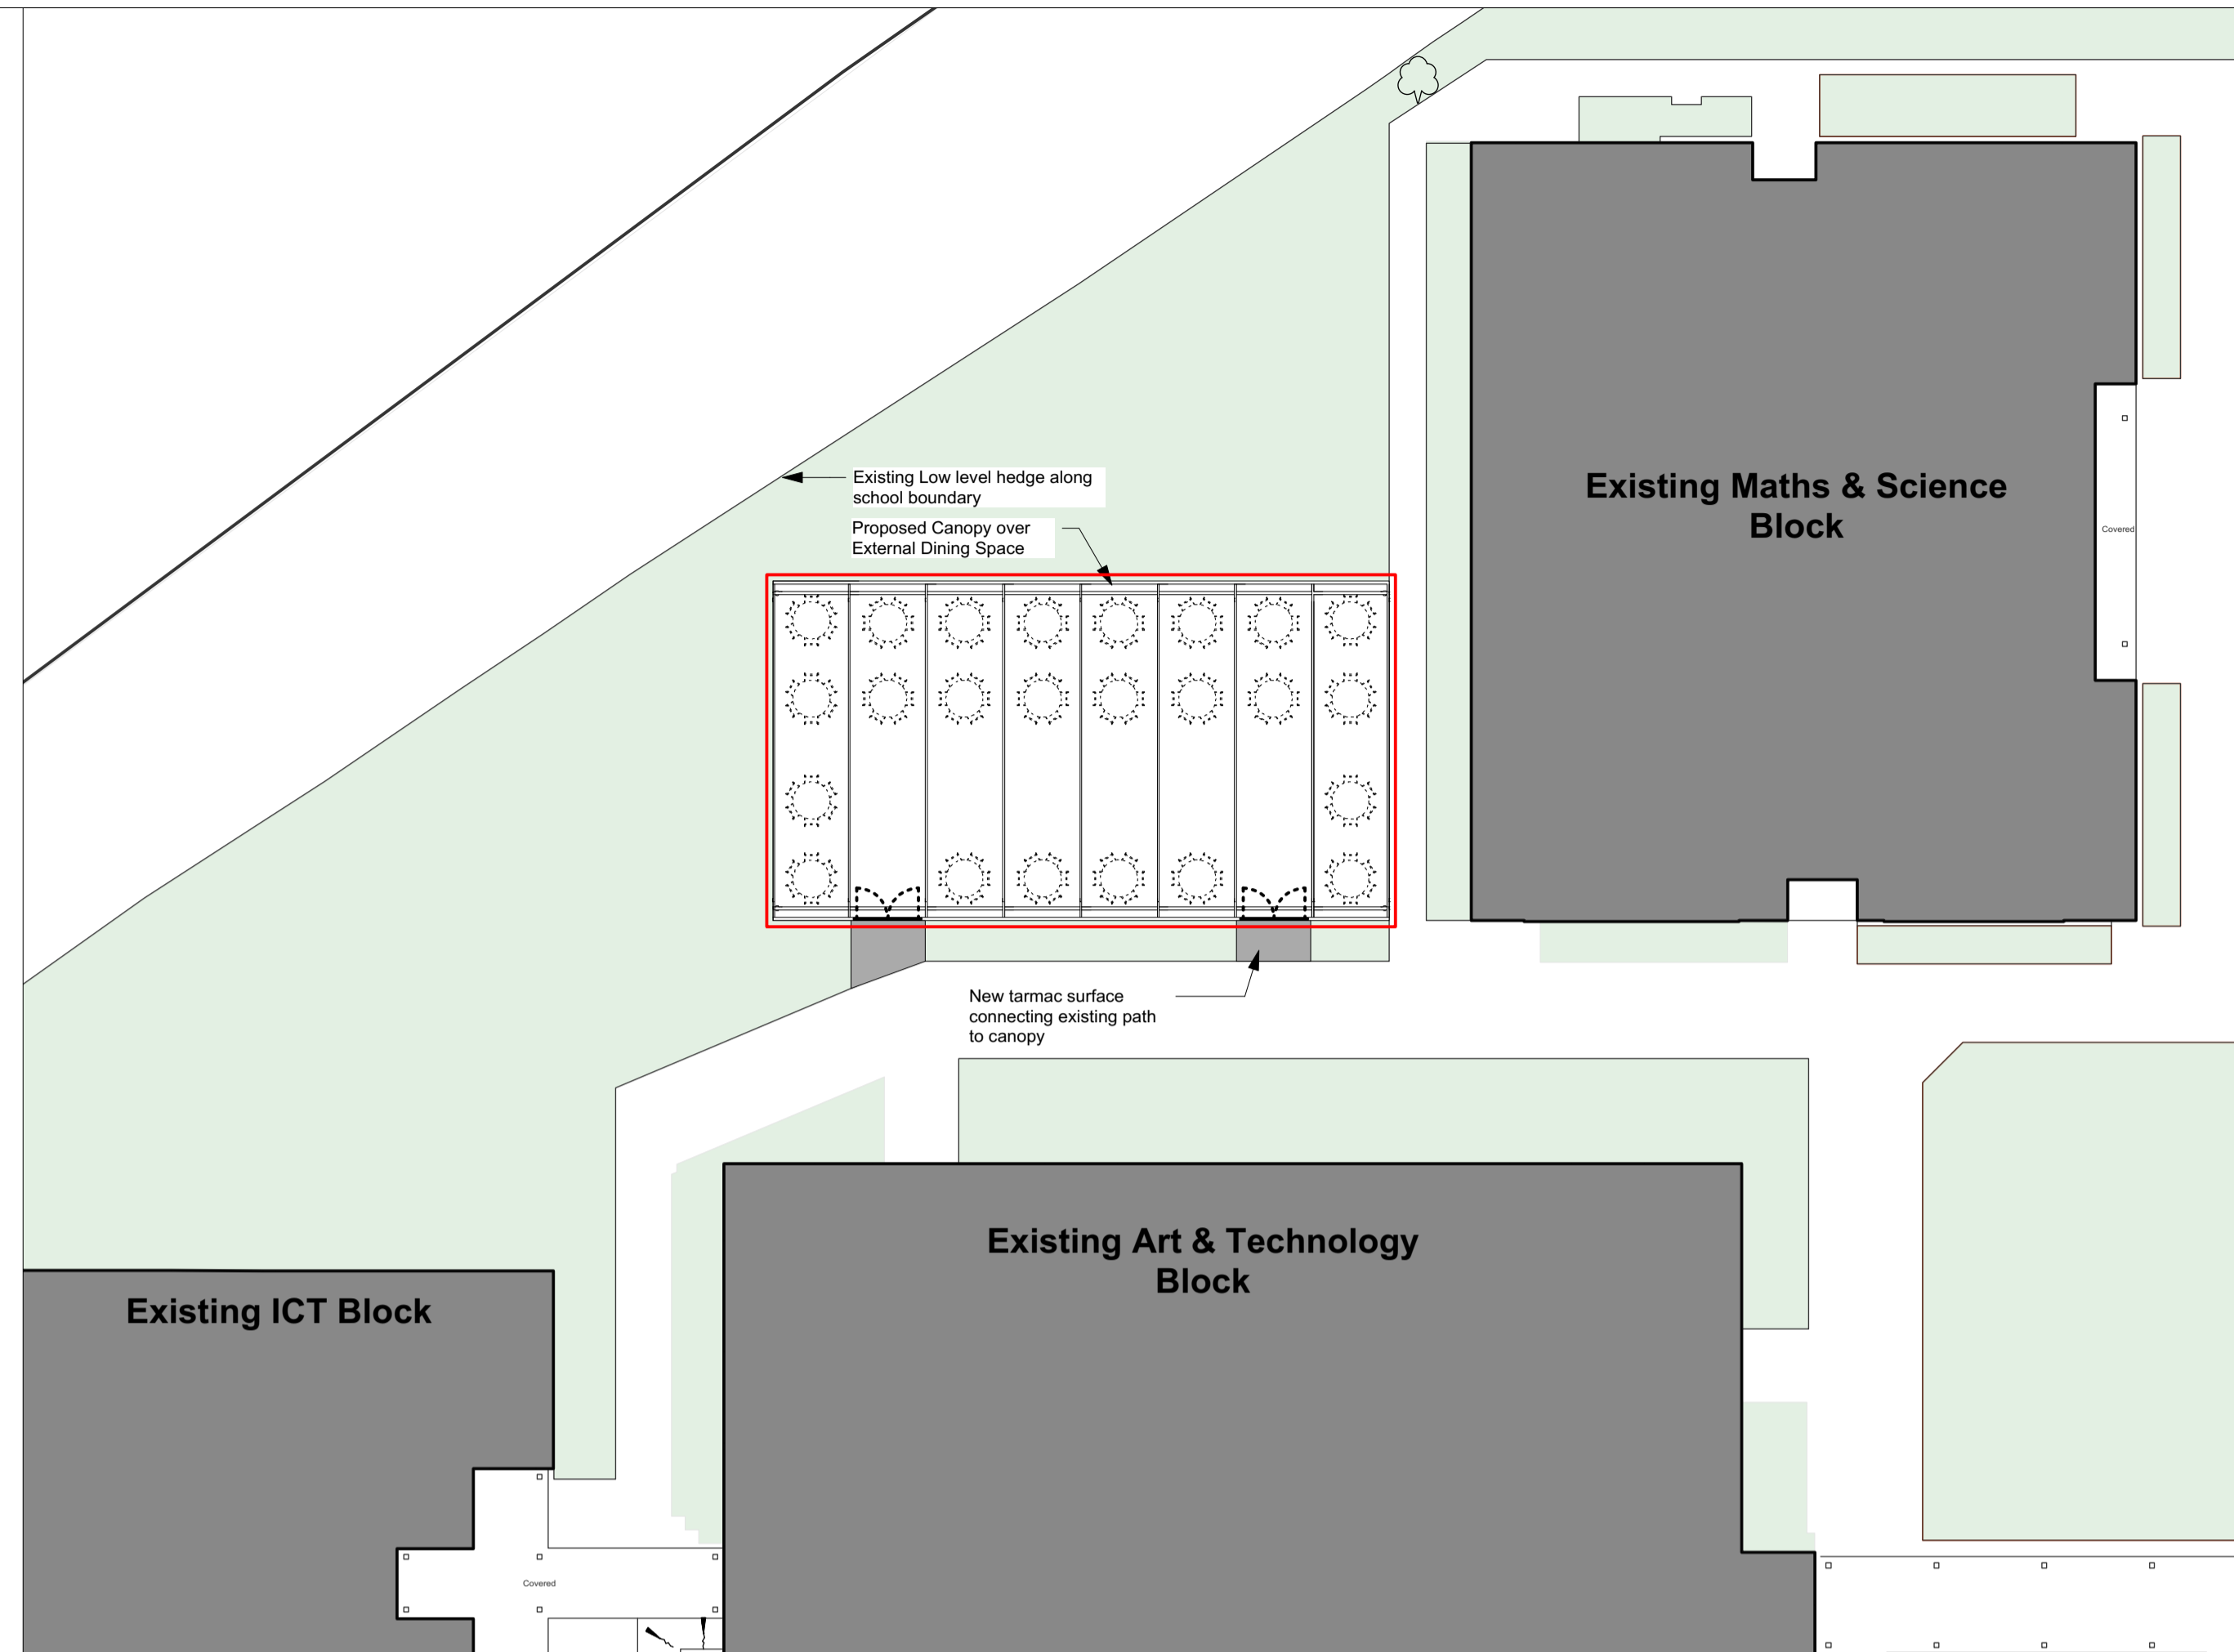 Existing Low level hedge along
school boundary
Proposed Canopy over
External Dining Space
Existing Maths & Science
Block
Covered
New tarmac surface
connecting existing path
to canopy
Existing Art & Technology
Block
Existing ICT Block
Covered